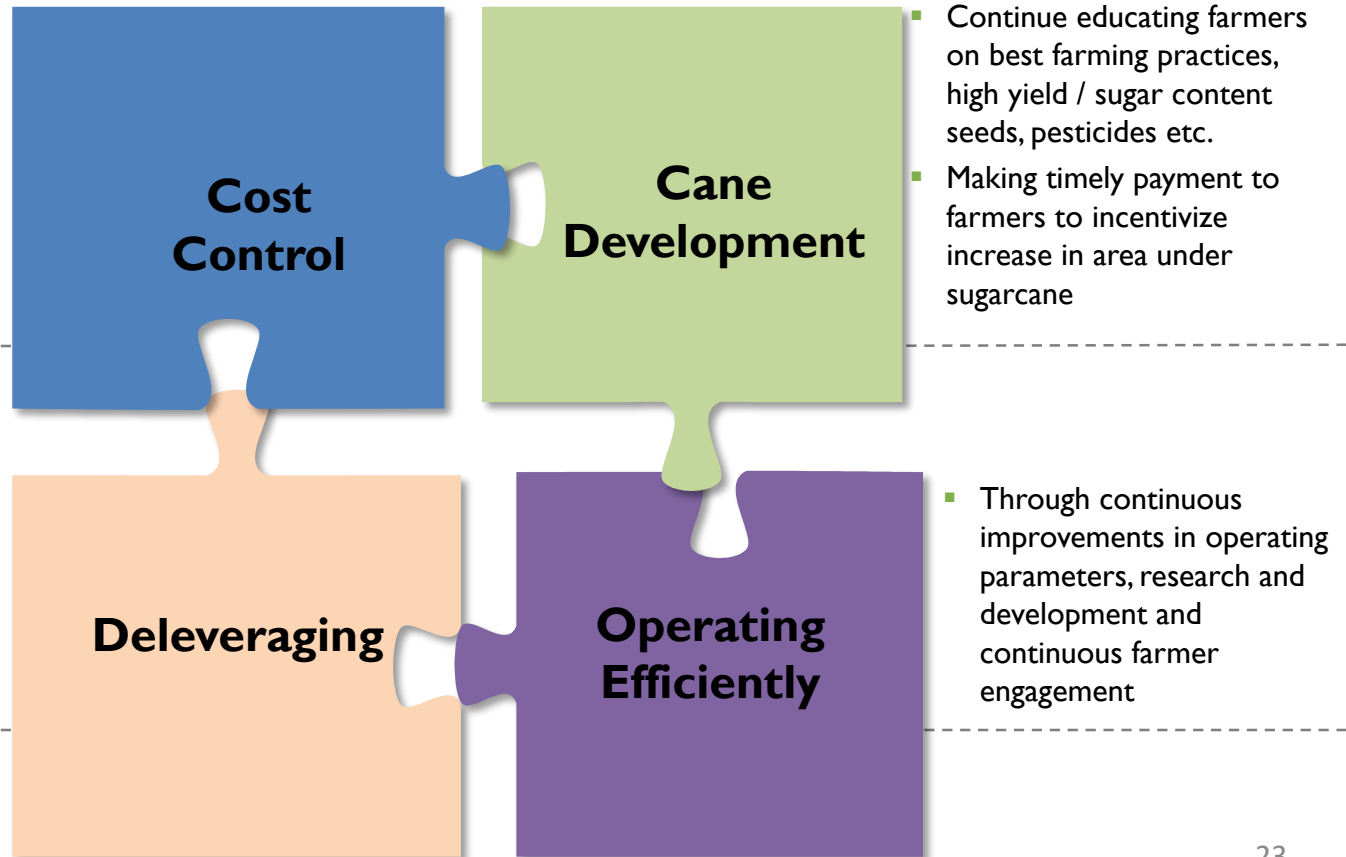 Cost
Control
Cane
Development
▪ Continue educating farmers
on best farming practices,
high yield / sugar content
seeds, pesticides etc.
▪ Making timely payment to
farmers to incentivize
increase in area under
sugarcane
Deleveraging
Operating
Efficiently
▪ Through continuous
improvements in operating
parameters, research and
development and
continuous farmer
engagement
23